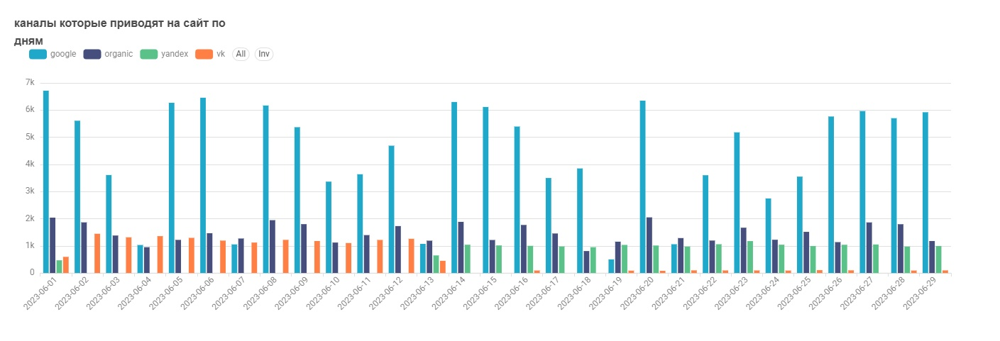 каналы которые приводят на сайт по
дням
google organic yandex vk All Inv
7k
6k
5k
4k
3k
2k
1k
0
2023-06-01 2023-06-02 2023-06-03 2023-06-04 2023-06-05 2023-06-06 2023-06-07 2023-06-08 2023-06-09 2023-06-10 2023-06-11 2023-06-12 2023-06-13 2023-06-14 2023-06-15 2023-06-16 2023-06-17 2023-06-18 2023-06-19 2023-06-20 2023-06-21 2023-06-22 2023-06-23 2023-06-24 2023-06-25 2023-06-26 2023-06-27 2023-06-28 2023-06-29